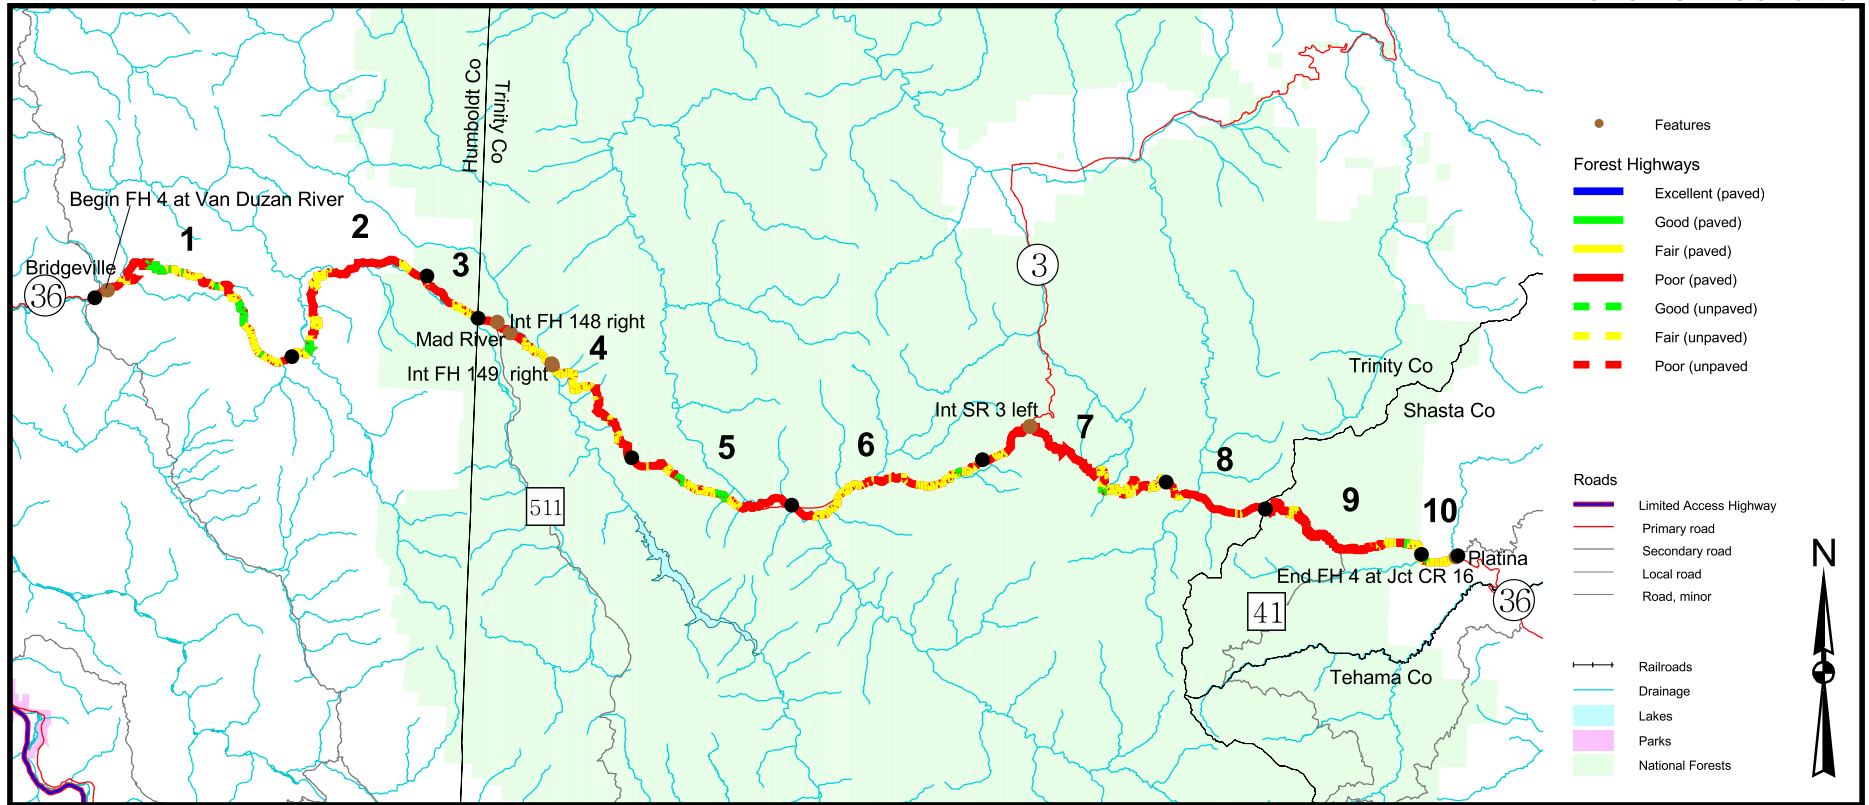 Humboldt Co
Trinity Co
Begin FH 4 at Van Duzan River
1
2
3
Bridgeville
36
3
Int FH 148 right
Mad River
4
Int FH 149 right
Int SR 3 left
5
6
7
8
9
10
511
Trinity Co
Shasta Co
Platina
End FH 4 at Jct CR 16
41
36
Tehama Co
Features
Forest Highways
Excellent (paved)
Good (paved)
Fair (paved)
Poor (paved)
Good (unpaved)
Fair (unpaved)
Poor (unpaved
Roads
Limited Access Highway
Primary road
Secondary road
Local road
Road, minor
Railroads
Drainage
Lakes
Parks
National Forests
N